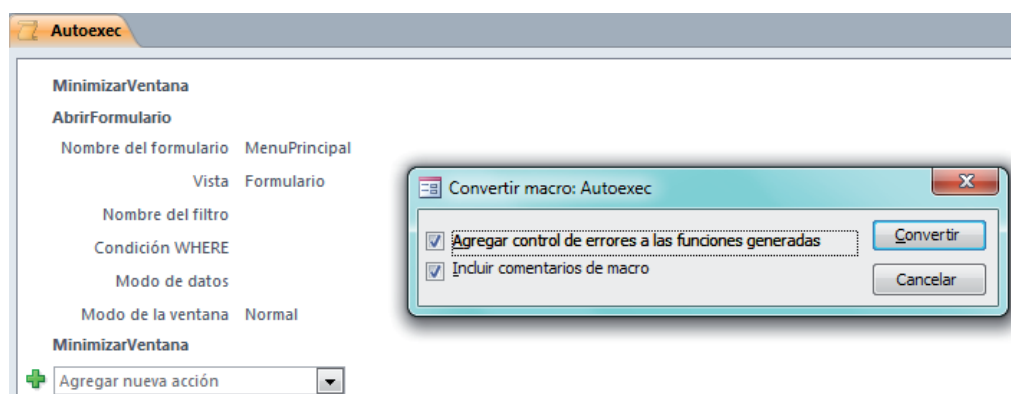 Autoexec
MinimizarVentana
AbrirFormulario
Nombre del formulario MenuPrincipal
Vista Formulario
Nombre del filtro
Condición WHERE
Modo de datos
Modo de la ventana Normal
MinimizarVentana
Agregar nueva acción
Convertir macro: Autoexec
Agregar control de errores a las funciones generadas
Incluir comentarios de macro
Convertir
Cancelar